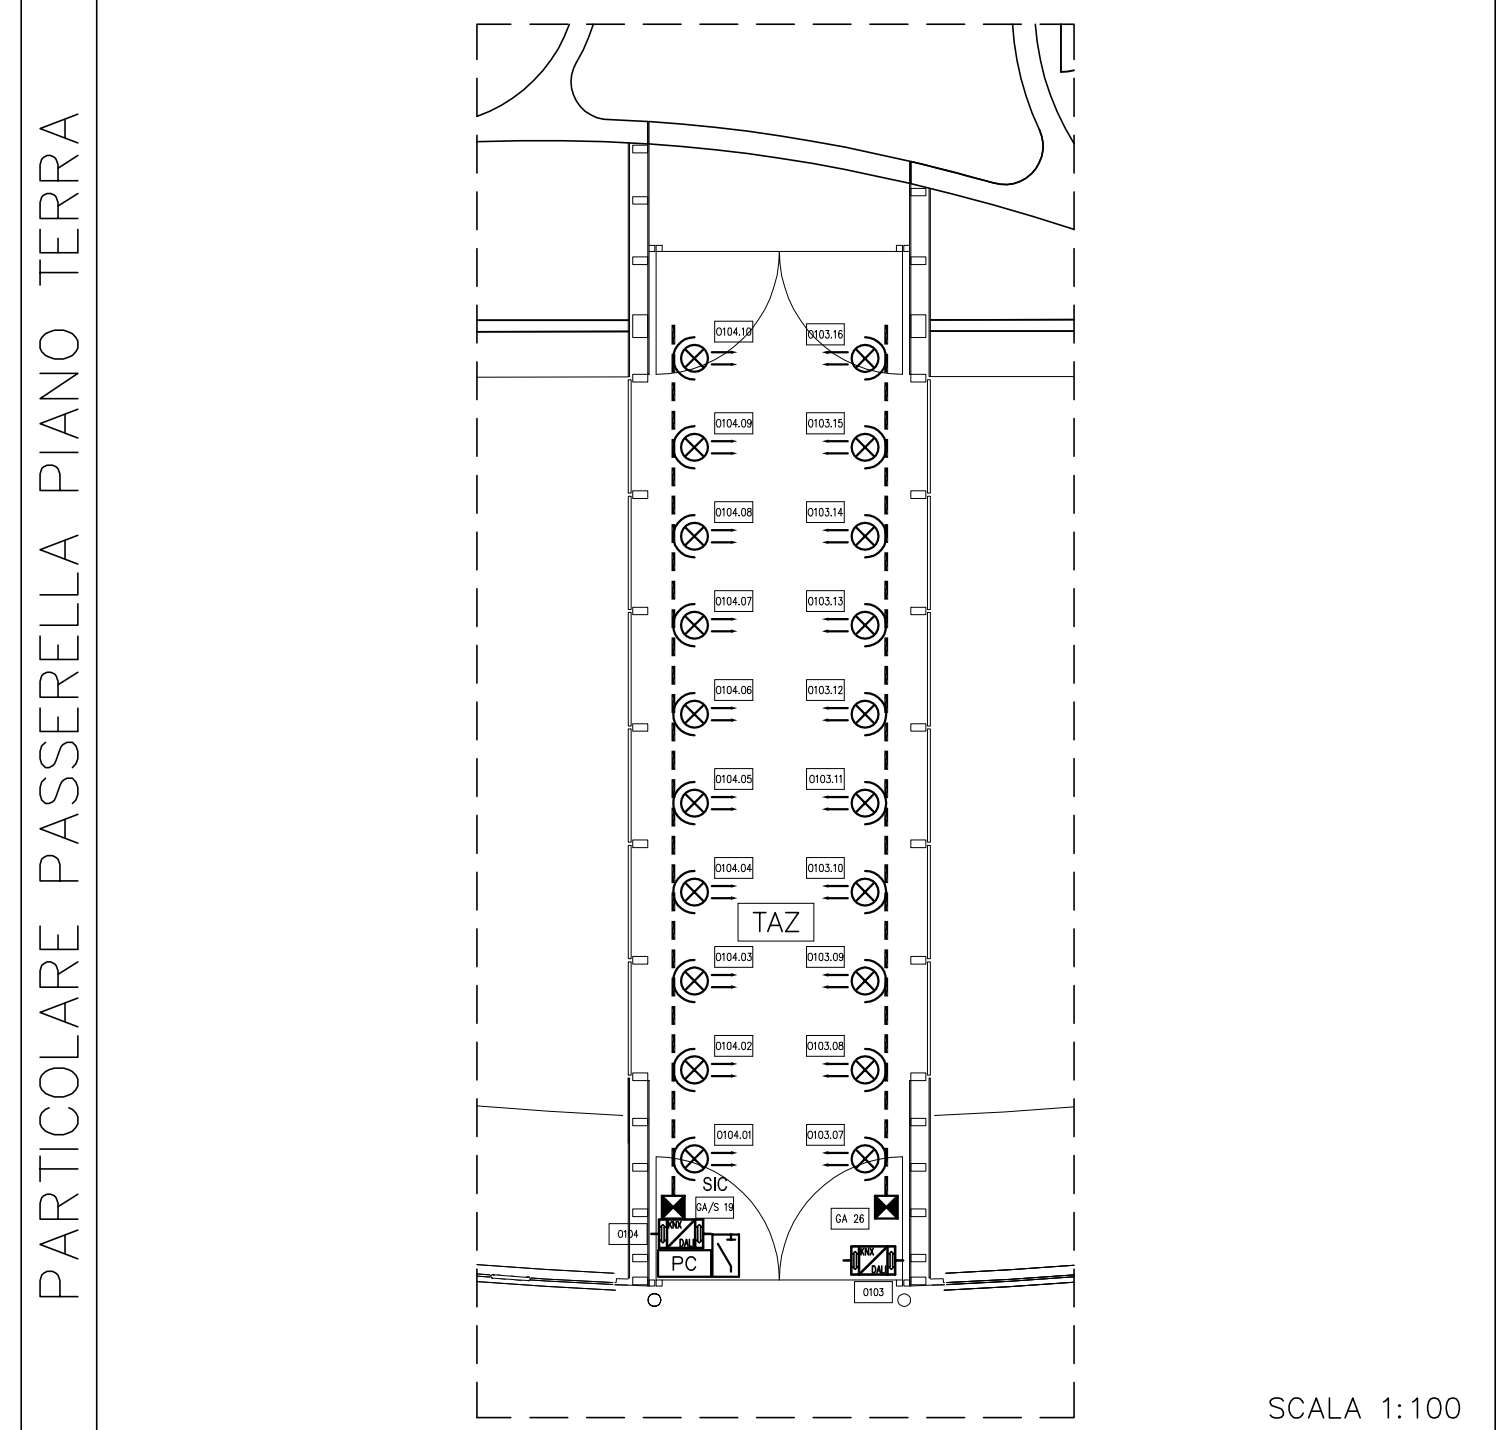 PARTICOLARE PASSERELLA PIANO TERRA
0104.10 0103.16
0104.09 0103.15
0104.08 0103.14
0104.07 0103.13
0104.06 0103.12
0104.05 0103.11
0104.04 0103.10
TAZ
0104.03 0103.09
0104.02 0103.08
0104.01 0103.07
SIC
GA/S 19
GA 26
0104
KNX
DALI
PC
KNX
DALI
0103
SCALA 1:100